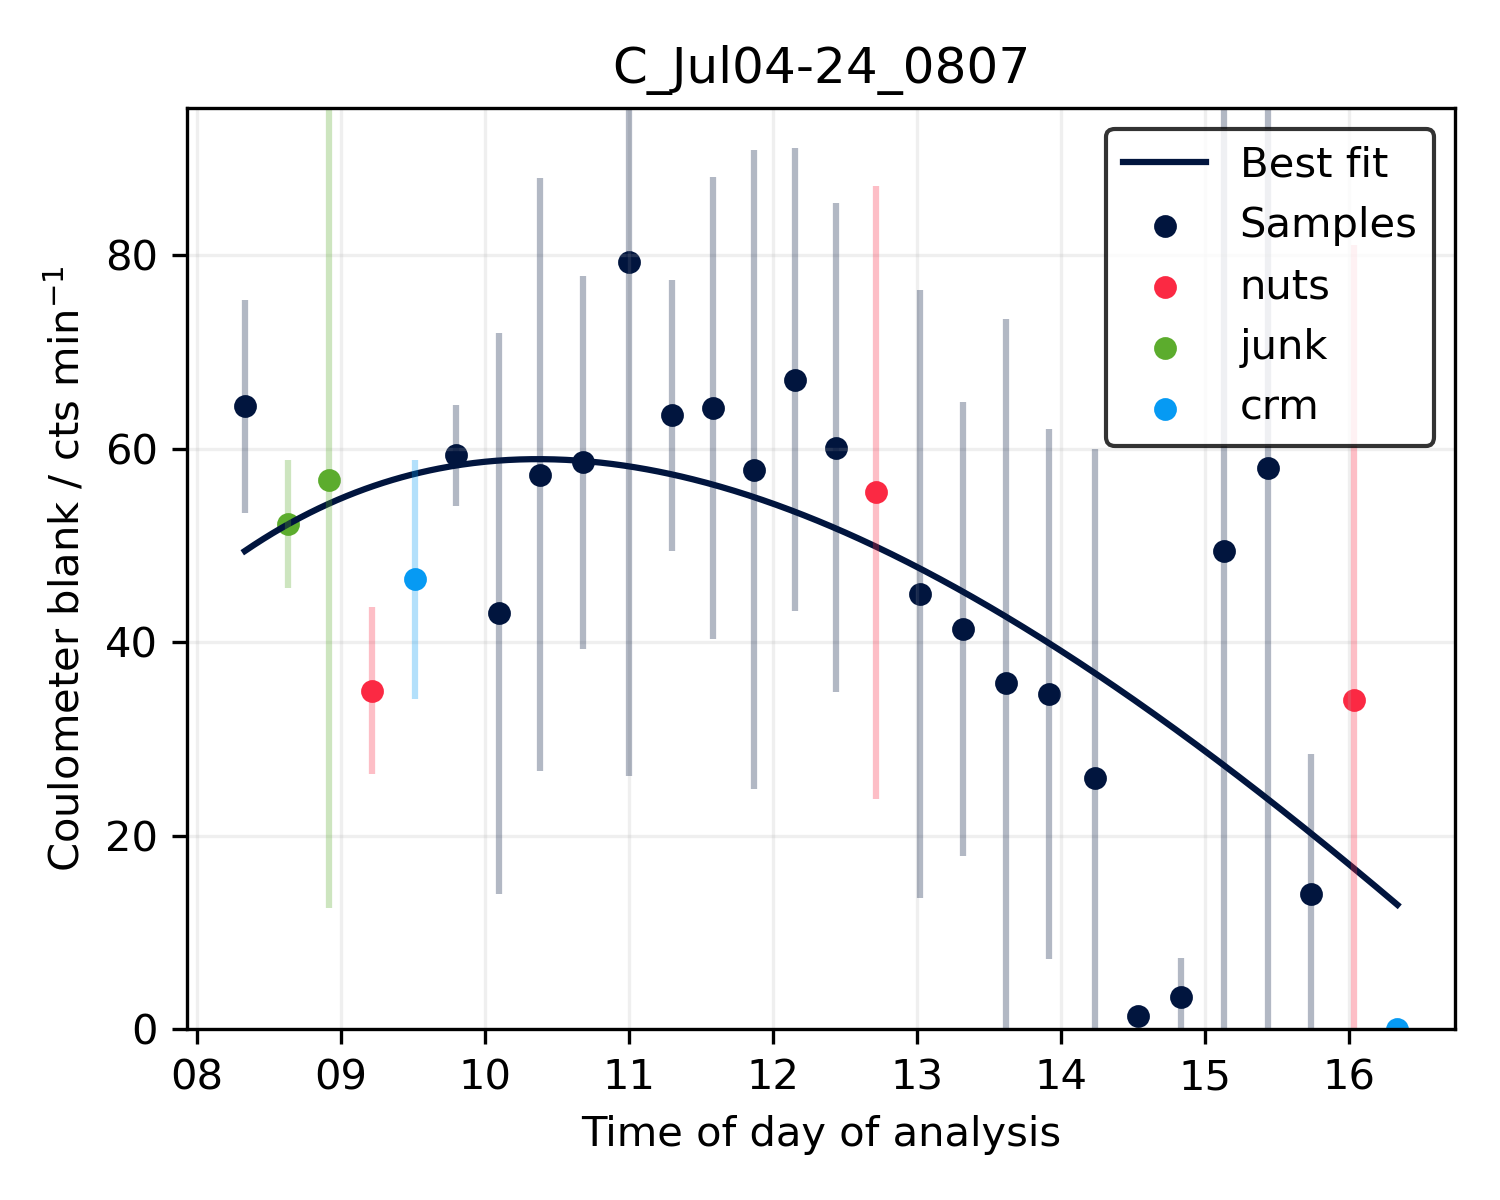 C_Jul04-24_0807
Coulometer blank / cts min⁻¹
80
60
40
20
0
08 09 10 11 12 13 14 15 16
Time of day of analysis
Best fit
Samples
nuts
junk
crm